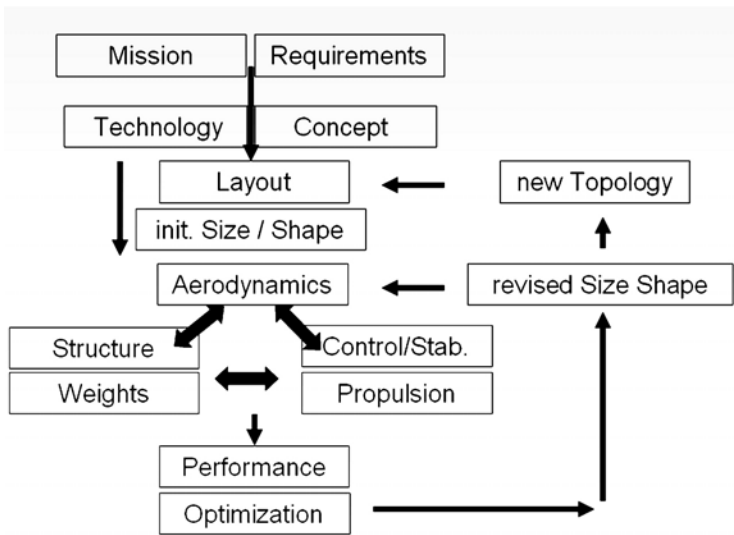 Mission
Requirements
Technology
Concept
Layout
new Topology
init. Size / Shape
Aerodynamics
revised Size Shape
Structure
Control/Stab.
Weights
Propulsion
Performance
Optimization